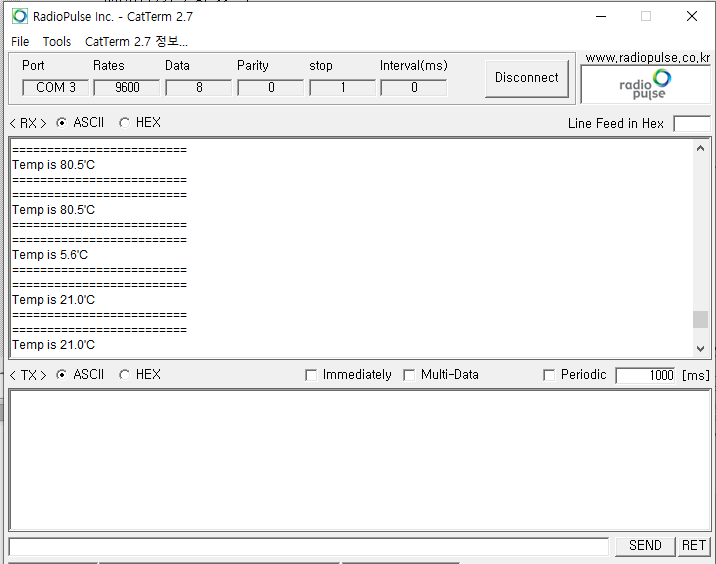 RadioPulse Inc. - CatTerm 2.7
File Tools CatTerm 2.7 정보...
www.radiopulse.co.kr
Port Rates Data Parity stop Interval(ms)
COM 3 9600 8 0 1 0
Disconnect
radio pulse
< RX > ASCII HEX Line Feed in Hex
=========================
Temp is 80.5'C
=========================
=========================
Temp is 80.5'C
=========================
=========================
Temp is 5.6'C
=========================
=========================
Temp is 21.0'C
=========================
=========================
Temp is 21.0'C
< TX > ASCII HEX Immediately Multi-Data Periodic 1000 [ms]
SEND RET